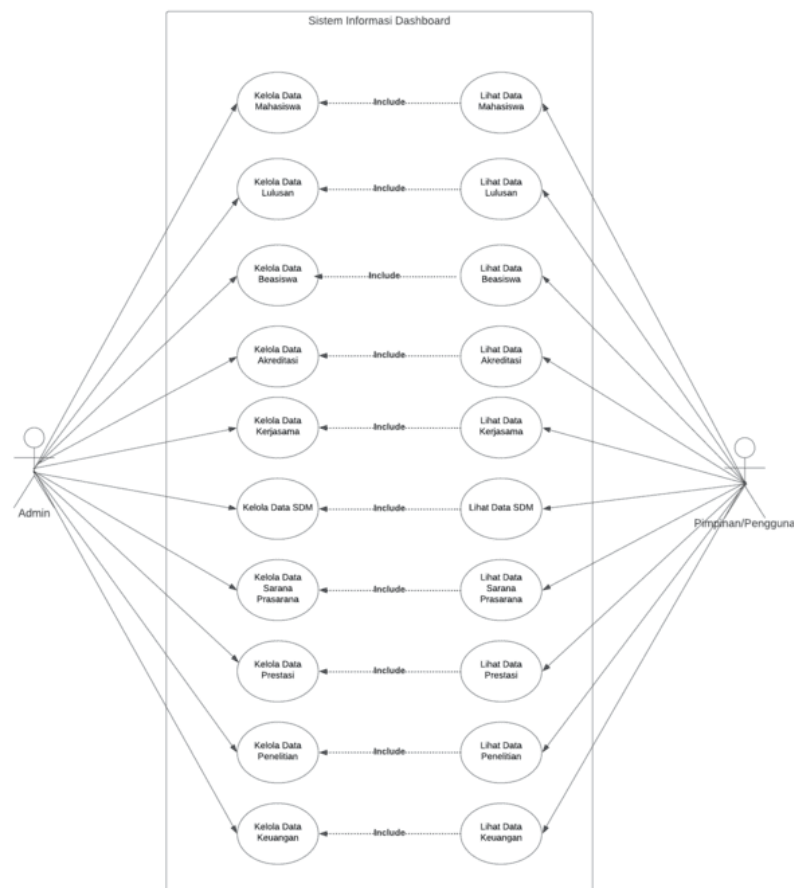 Sistem Informasi Dashboard
Kelola Data
Mahasiswa
Include
Lihat Data
Mahasiswa
Kelola Data
Lulusan
Include
Lihat Data
Lulusan
Kelola Data
Beasiswa
Include
Lihat Data
Beasiswa
Kelola Data
Akreditasi
Include
Lihat Data
Akreditasi
Kelola Data
Kerjasama
Include
Lihat Data
Kerjasama
Admin
Kelola Data SDM
Include
Lihat Data SDM
Pimpinan/Pengguna
Kelola Data
Sarana
Prasarana
Include
Lihat Data
Sarana
Prasarana
Kelola Data
Prestasi
Include
Lihat Data
Prestasi
Kelola Data
Penelitian
Include
Lihat Data
Penelitian
Kelola Data
Keuangan
Include
Lihat Data
Keuangan